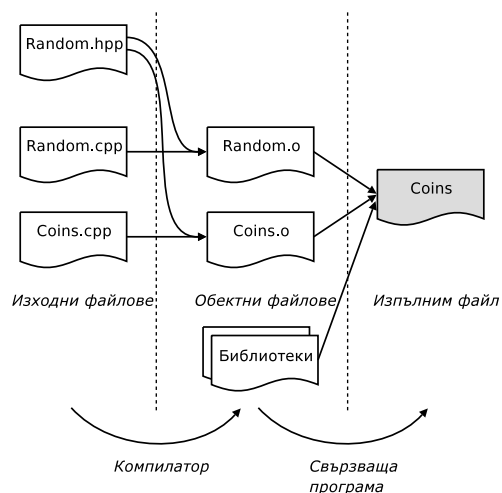 Random.hpp
Random.cpp
Random.o
Coins
Coins.cpp
Coins.o
Изходни файлове
Обектни файлове
Изпълним файл
Библиотеки
Компилатор
Свързваща
програма